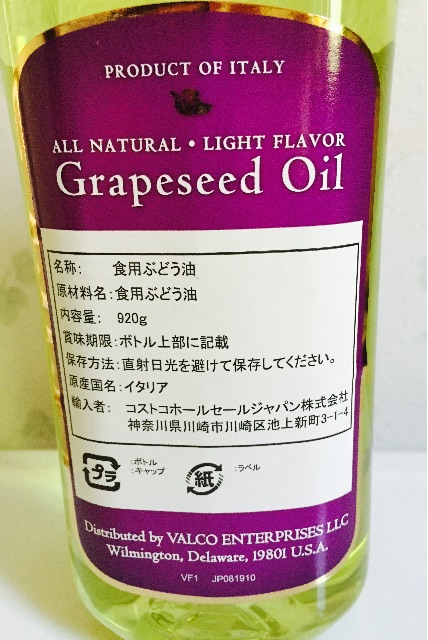 PRODUCT OF ITALY
ALL NATURAL • LIGHT FLAVOR
Grapeseed Oil
名称： 食用ぶどう油
原材料名：食用ぶどう油
内容量： 920g
賞味期限：ボトル上部に記載
保存方法：直射日光を避けて保存してください。
原産国名：イタリア
輸入者： コストコホールセールジャパン株式会社
神奈川県川崎市川崎区池上新町3-1-4
プラ :ボトル
:キャップ
紙 :ラベル
Distributed by VALCO ENTERPRISES LLC
Wilmington, Delaware, 19801 U.S.A.
VF1 JP081910